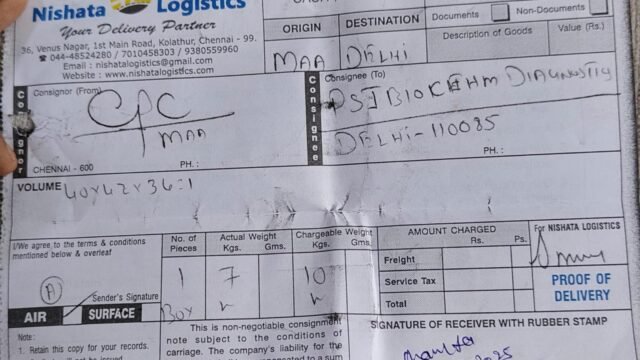 Nishata Logistics
Your Delivery Partner
36, Venus Nagar, 1st Main Road, Kolathur, Chennai - 99.
☎ 044-48524280 / 7010458303 / 9380559960
Email : nishatalogistics@gmail.com
Website : www.nishatalogistics.com
ORIGIN
MAA
DESTINATION
DELHI
Documents
Non-Documents
Description of Goods
Value (Rs.)
Consignor
Consignor (From)
CPC
MAA
CHENNAI - 600
PH. :
Consignee
Consignee (To)
DELHI - 110085
PH. :
VOLUME
40x42x34=1
I/We agree to the terms & conditions
mentioned below & overleaf
A
Sender's Signature
AIR
SURFACE
No. of
Pieces
1
Box
Actual Weight
Kgs. Gms.
7
Chargeable Weight
Kgs. Gms.
10
AMOUNT CHARGED
Rs. Ps.
Freight
Service Tax
Total
For NISHATA LOGISTICS
PROOF OF
DELIVERY
Note :
1. Retain this copy for your records.
This is non-negotiable consignment
note subject to the conditions of
carriage. The company's liability for the
SIGNATURE OF RECEIVER WITH RUBBER STAMP